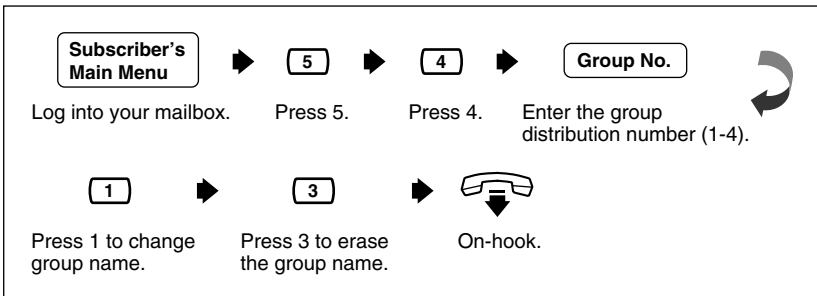 Subscriber's
Main Menu
5
4
Group No.
Log into your mailbox.
Press 5.
Press 4.
Enter the group
distribution number (1-4).
1
3
Press 1 to change
group name.
Press 3 to erase
the group name.
On-hook.